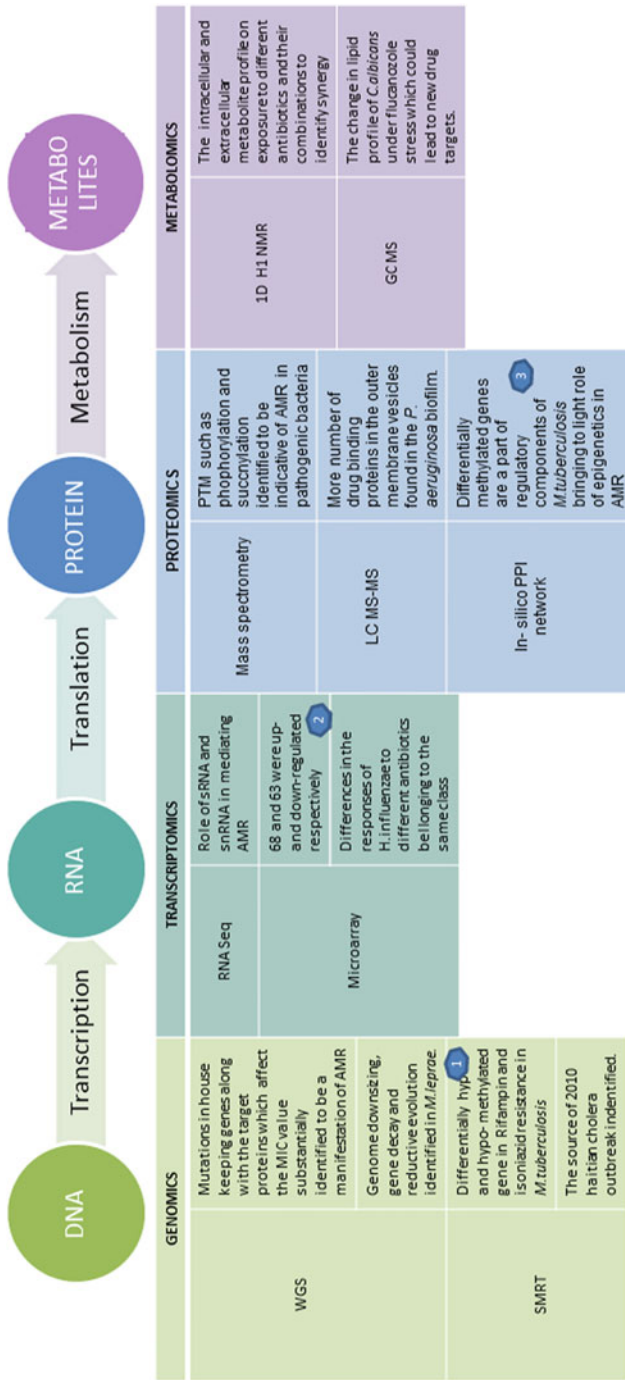 DNA
Transcription
RNA
Translation
PROTEIN
Metabolism
METABO
LITES
GENOMICS
WGS
Mutations in house
keeping genes along
with the target
proteins which affect
the MIC value
substantially
identified to be a
manifestation of AMR
Genome downsizing,
gene decay and
reductive evolution
identified in M.leprae.
SMRT
1
Differentially
and hypo- methylated
gene in Rifampin and
isoniazid resistance in
M.tuberculosis
The source of 2010
haitian cholera
outbreak indentified.
TRANSCRIPTOMICS
RNA Seq
Role of sRNA and
snRNA in mediating
AMR
Microarray
68 and 63 were up-
and down-regulated
respectively
2
Differences in the
responses of
H.influenzae to
different antibiotics
belonging to the
same class
PROTEOMICS
Mass spectrometry
PTM such as
phophorylation and
succnylation
identified to be
indicative of AMR in
pathogenic bacteria
LC MS-MS
More number of
drug binding
proteins in the outer
membrane vesicles
found in the P.
aeruginosa biofilm.
In- silico PPI
network
Differentially
methylated genes
are a part of
regulatory
3
components of
M.tuberculosis
bringing to light role
of epigenetics in
AMR
METABOLOMICS
1D H1 NMR
The intracellular and
extracellular
metabolite profile on
exposure to different
antibiotics and their
combinations to
identify synergy
GC MS
The change in lipid
profile of C.albicans
under flucanozole
stress which could
lead to new drug
targets.